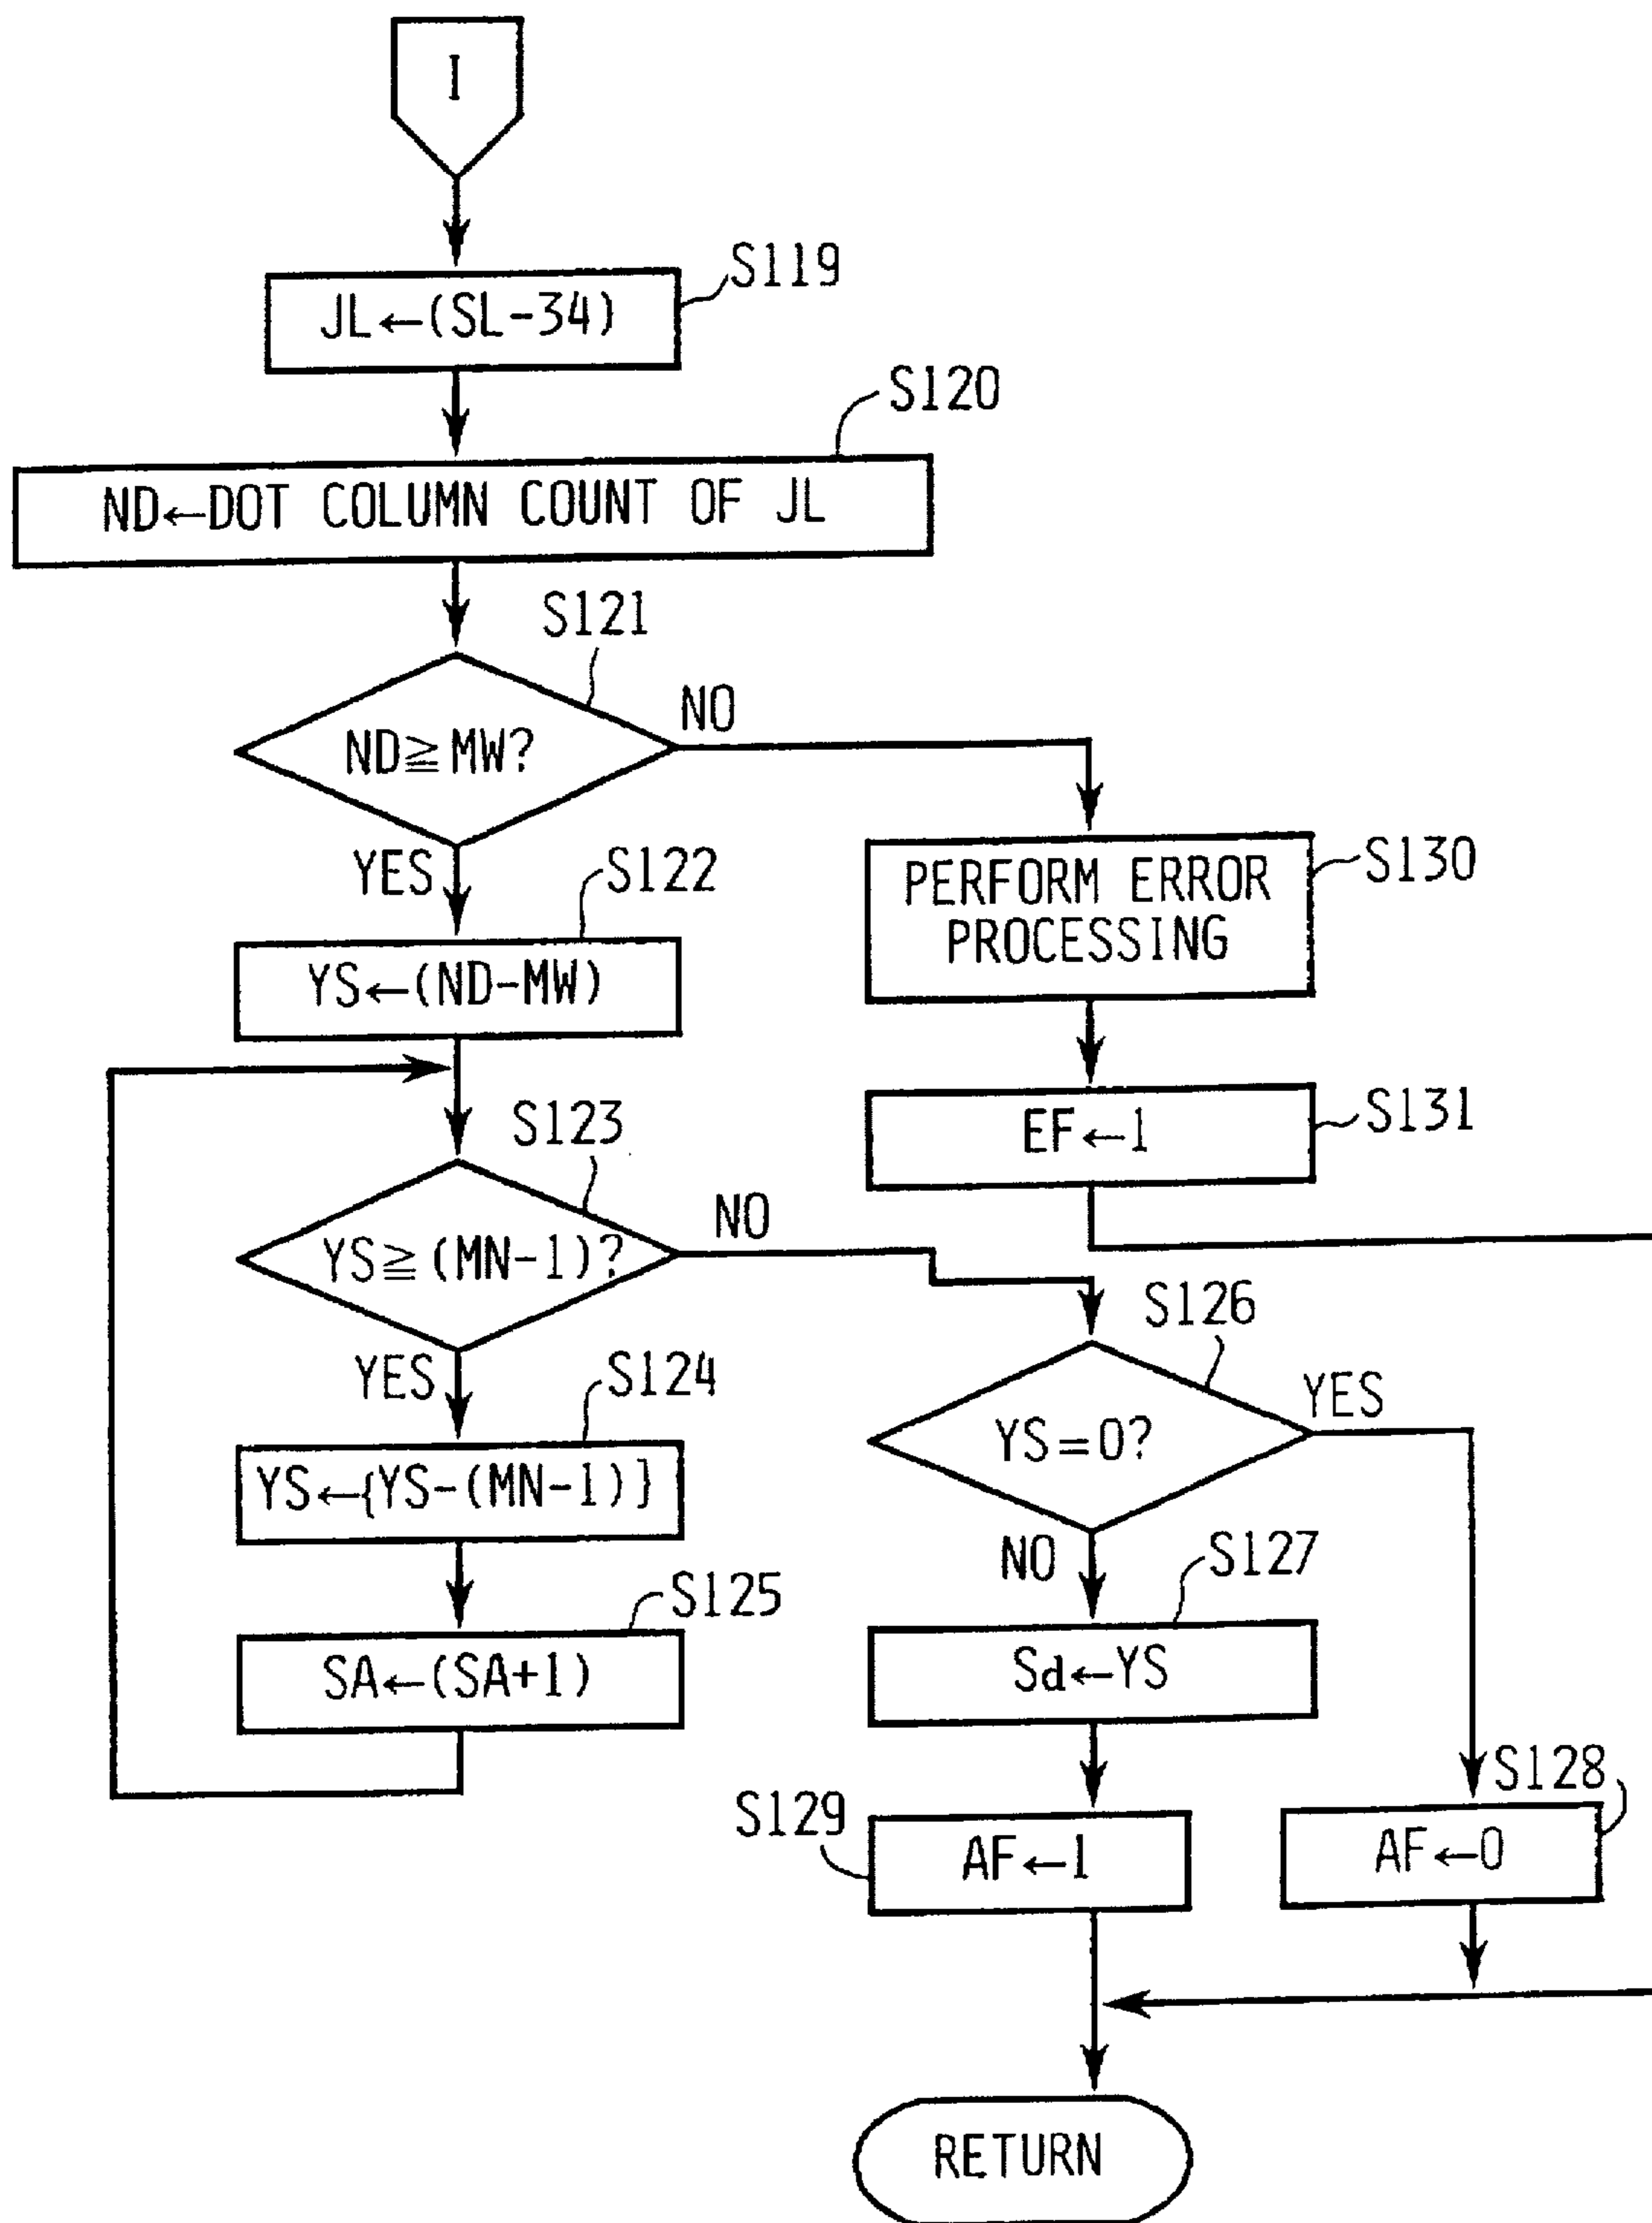 I
S119
JL←(SL-34)
S120
ND←DOT COLUMN COUNT OF JL
S121
ND≧MW?
NO
YES
S122
YS←(ND-MW)
S130
PERFORM ERROR
PROCESSING
S131
EF←1
S123
YS≧(MN-1)?
NO
YES
S124
YS←{YS-(MN-1)}
S125
SA←(SA+1)
S126
YS=0?
YES
NO
S127
Sd←YS
S129
AF←1
S128
AF←0
RETURN